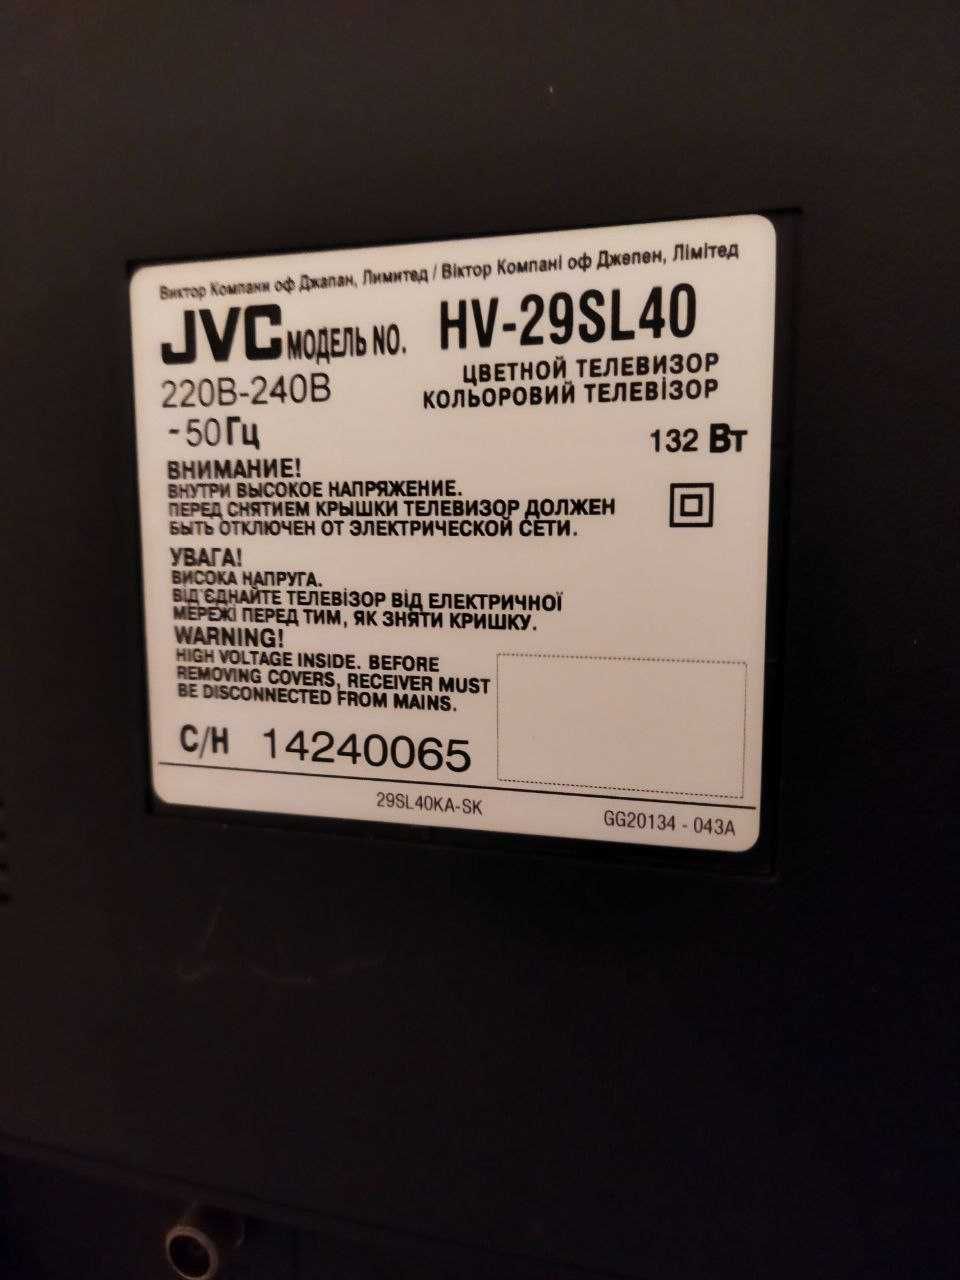 Виктор Компани оф Джапан, Лимитед / Віктор Компані оф Джепен, Лімітед
JVC МОДЕЛЬ NO. HV-29SL40
220В-240В
ЦВЕТНОЙ ТЕЛЕВИЗОР
КОЛЬОРОВИЙ ТЕЛЕВІЗОР
~50Гц
132 Вт
ВНИМАНИЕ!
ВНУТРИ ВЫСОКОЕ НАПРЯЖЕНИЕ.
ПЕРЕД СНЯТИЕМ КРЫШКИ ТЕЛЕВИЗОР ДОЛЖЕН
БЫТЬ ОТКЛЮЧЕН ОТ ЭЛЕКТРИЧЕСКОЙ СЕТИ.
УВАГА!
ВИСОКА НАПРУГА.
ВІД'ЄДНАЙТЕ ТЕЛЕВІЗОР ВІД ЕЛЕКТРИЧНОЇ
МЕРЕЖІ ПЕРЕД ТИМ, ЯК ЗНЯТИ КРИШКУ.
WARNING!
HIGH VOLTAGE INSIDE. BEFORE
REMOVING COVERS, RECEIVER MUST
BE DISCONNECTED FROM MAINS.
С/Н 14240065
29SL40KA-SK
GG20134 - 043A